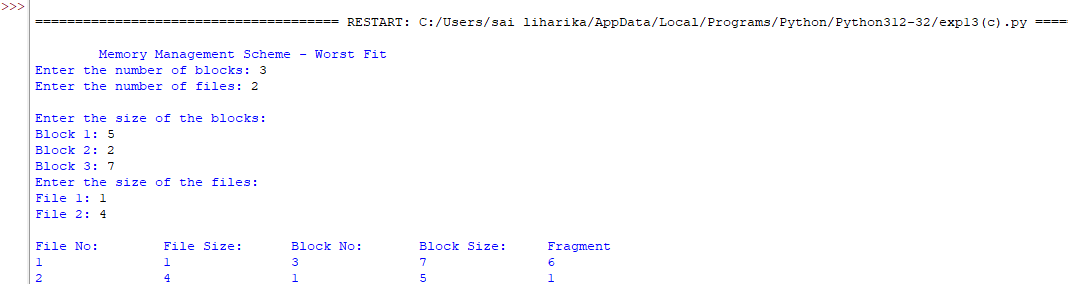 >>>
====================================== RESTART: C:/Users/sai liharika/AppData/Local/Programs/Python/Python312-32/exp13(c).py ====
Memory Management Scheme - Worst Fit
Enter the number of blocks: 3
Enter the number of files: 2
Enter the size of the blocks:
Block 1: 5
Block 2: 2
Block 3: 7
Enter the size of the files:
File 1: 1
File 2: 4
File No: File Size: Block No: Block Size: Fragment
1 1 3 7 6
2 4 1 5 1